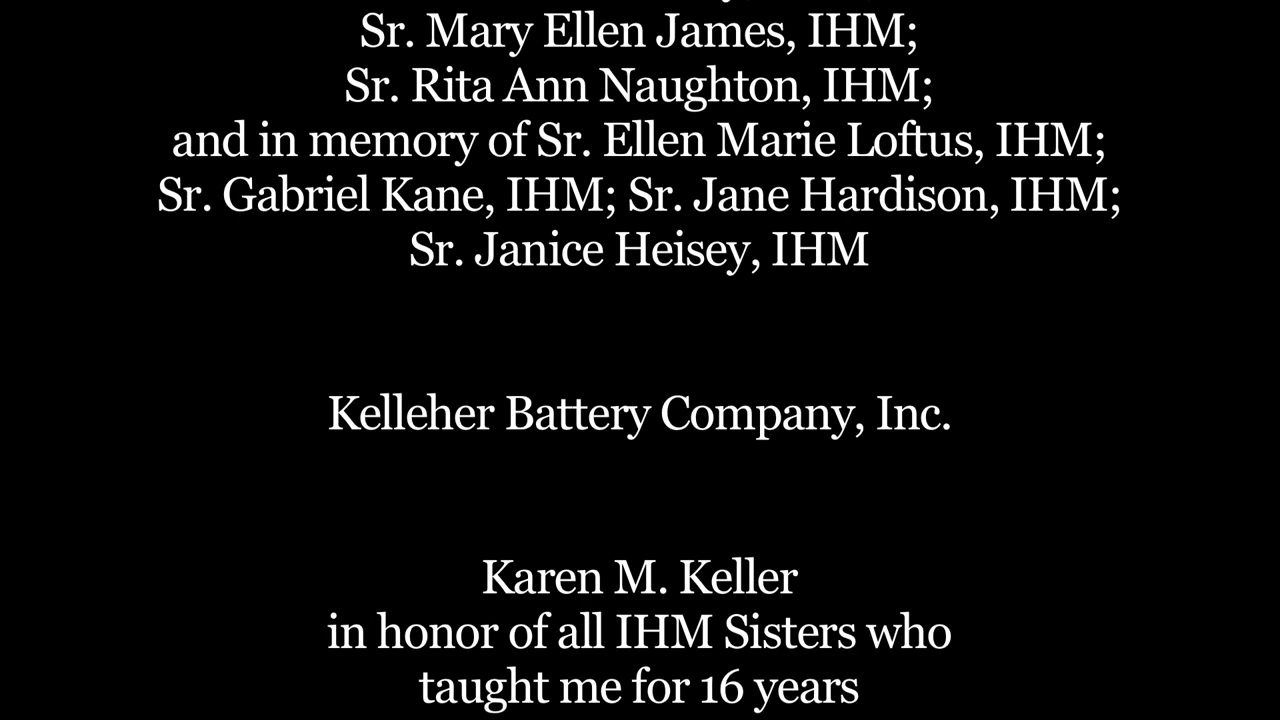 Sr. Mary Ellen James, IHM;
Sr. Rita Ann Naughton, IHM;
and in memory of Sr. Ellen Marie Loftus, IHM;
Sr. Gabriel Kane, IHM; Sr. Jane Hardison, IHM;
Sr. Janice Heisey, IHM
Kelleher Battery Company, Inc.
Karen M. Keller
in honor of all IHM Sisters who
taught me for 16 years